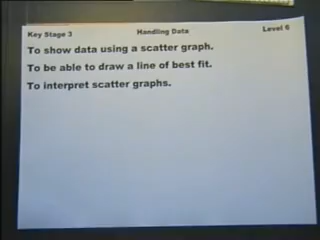 Key Stage 3 Handling Data Level 6
To show data using a scatter graph.
To be able to draw a line of best fit.
To interpret scatter graphs.